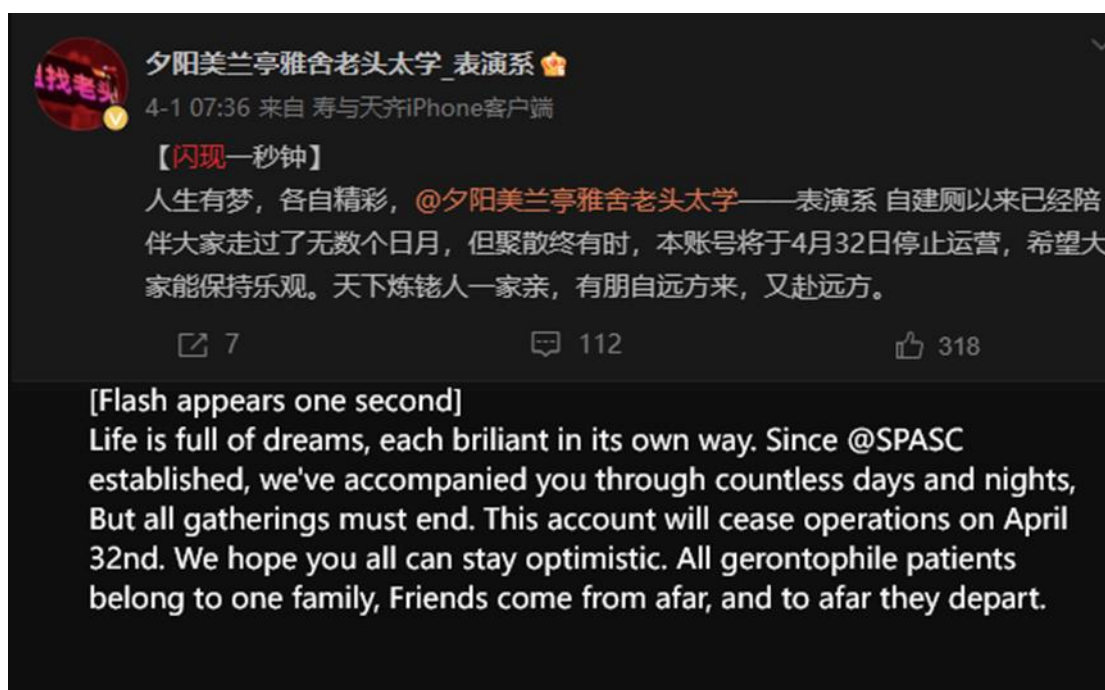 找老头
夕阳美兰亭雅舍老头太学_表演系
4-1 07:36 来自 寿与天齐iPhone客户端
【闪现一秒钟】
人生有梦，各自精彩，@夕阳美兰亭雅舍老头太学——表演系 自建厕以来已经陪
伴大家走过了无数个日月，但聚散终有时，本账号将于4月32日停止运营，希望大
家能保持乐观。天下炼铑人一家亲，有朋自远方来，又赴远方。
7 112 318
[Flash appears one second]
Life is full of dreams, each briliant in its own way. Since @SPASC
established, we've accompanied you through countless days and nights,
But all gatherings must end. This account will cease operations on April
32nd. We hope you all can stay optimistic. All gerontophile patients
belong to one family, Friends come from afar, and to afar they depart.